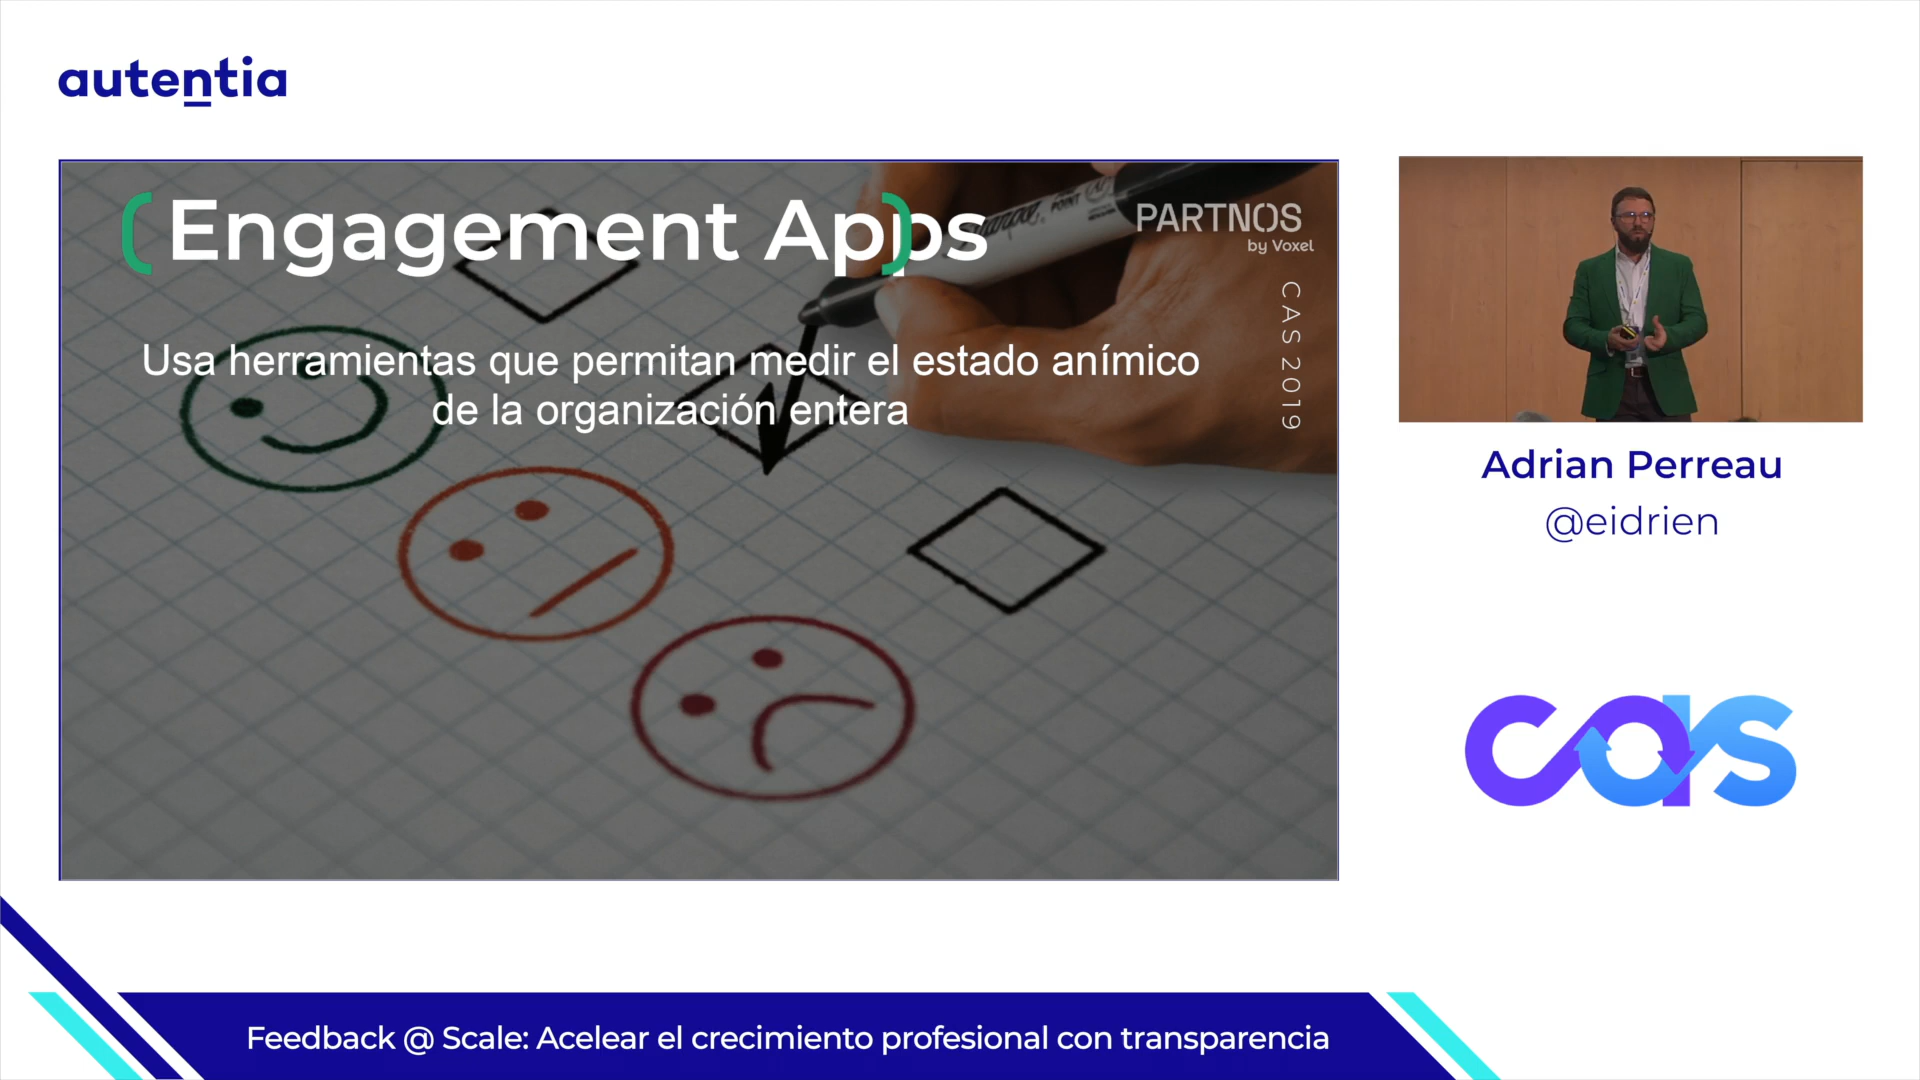 autentia
Engagement Apps
PARTNOS
by Voxel
CAS 2019
Usa herramientas que permitan medir el estado anímico
de la organización entera
Adrian Perreau
@eidrien
cas
Feedback @ Scale: Acelear el crecimiento profesional con transparencia